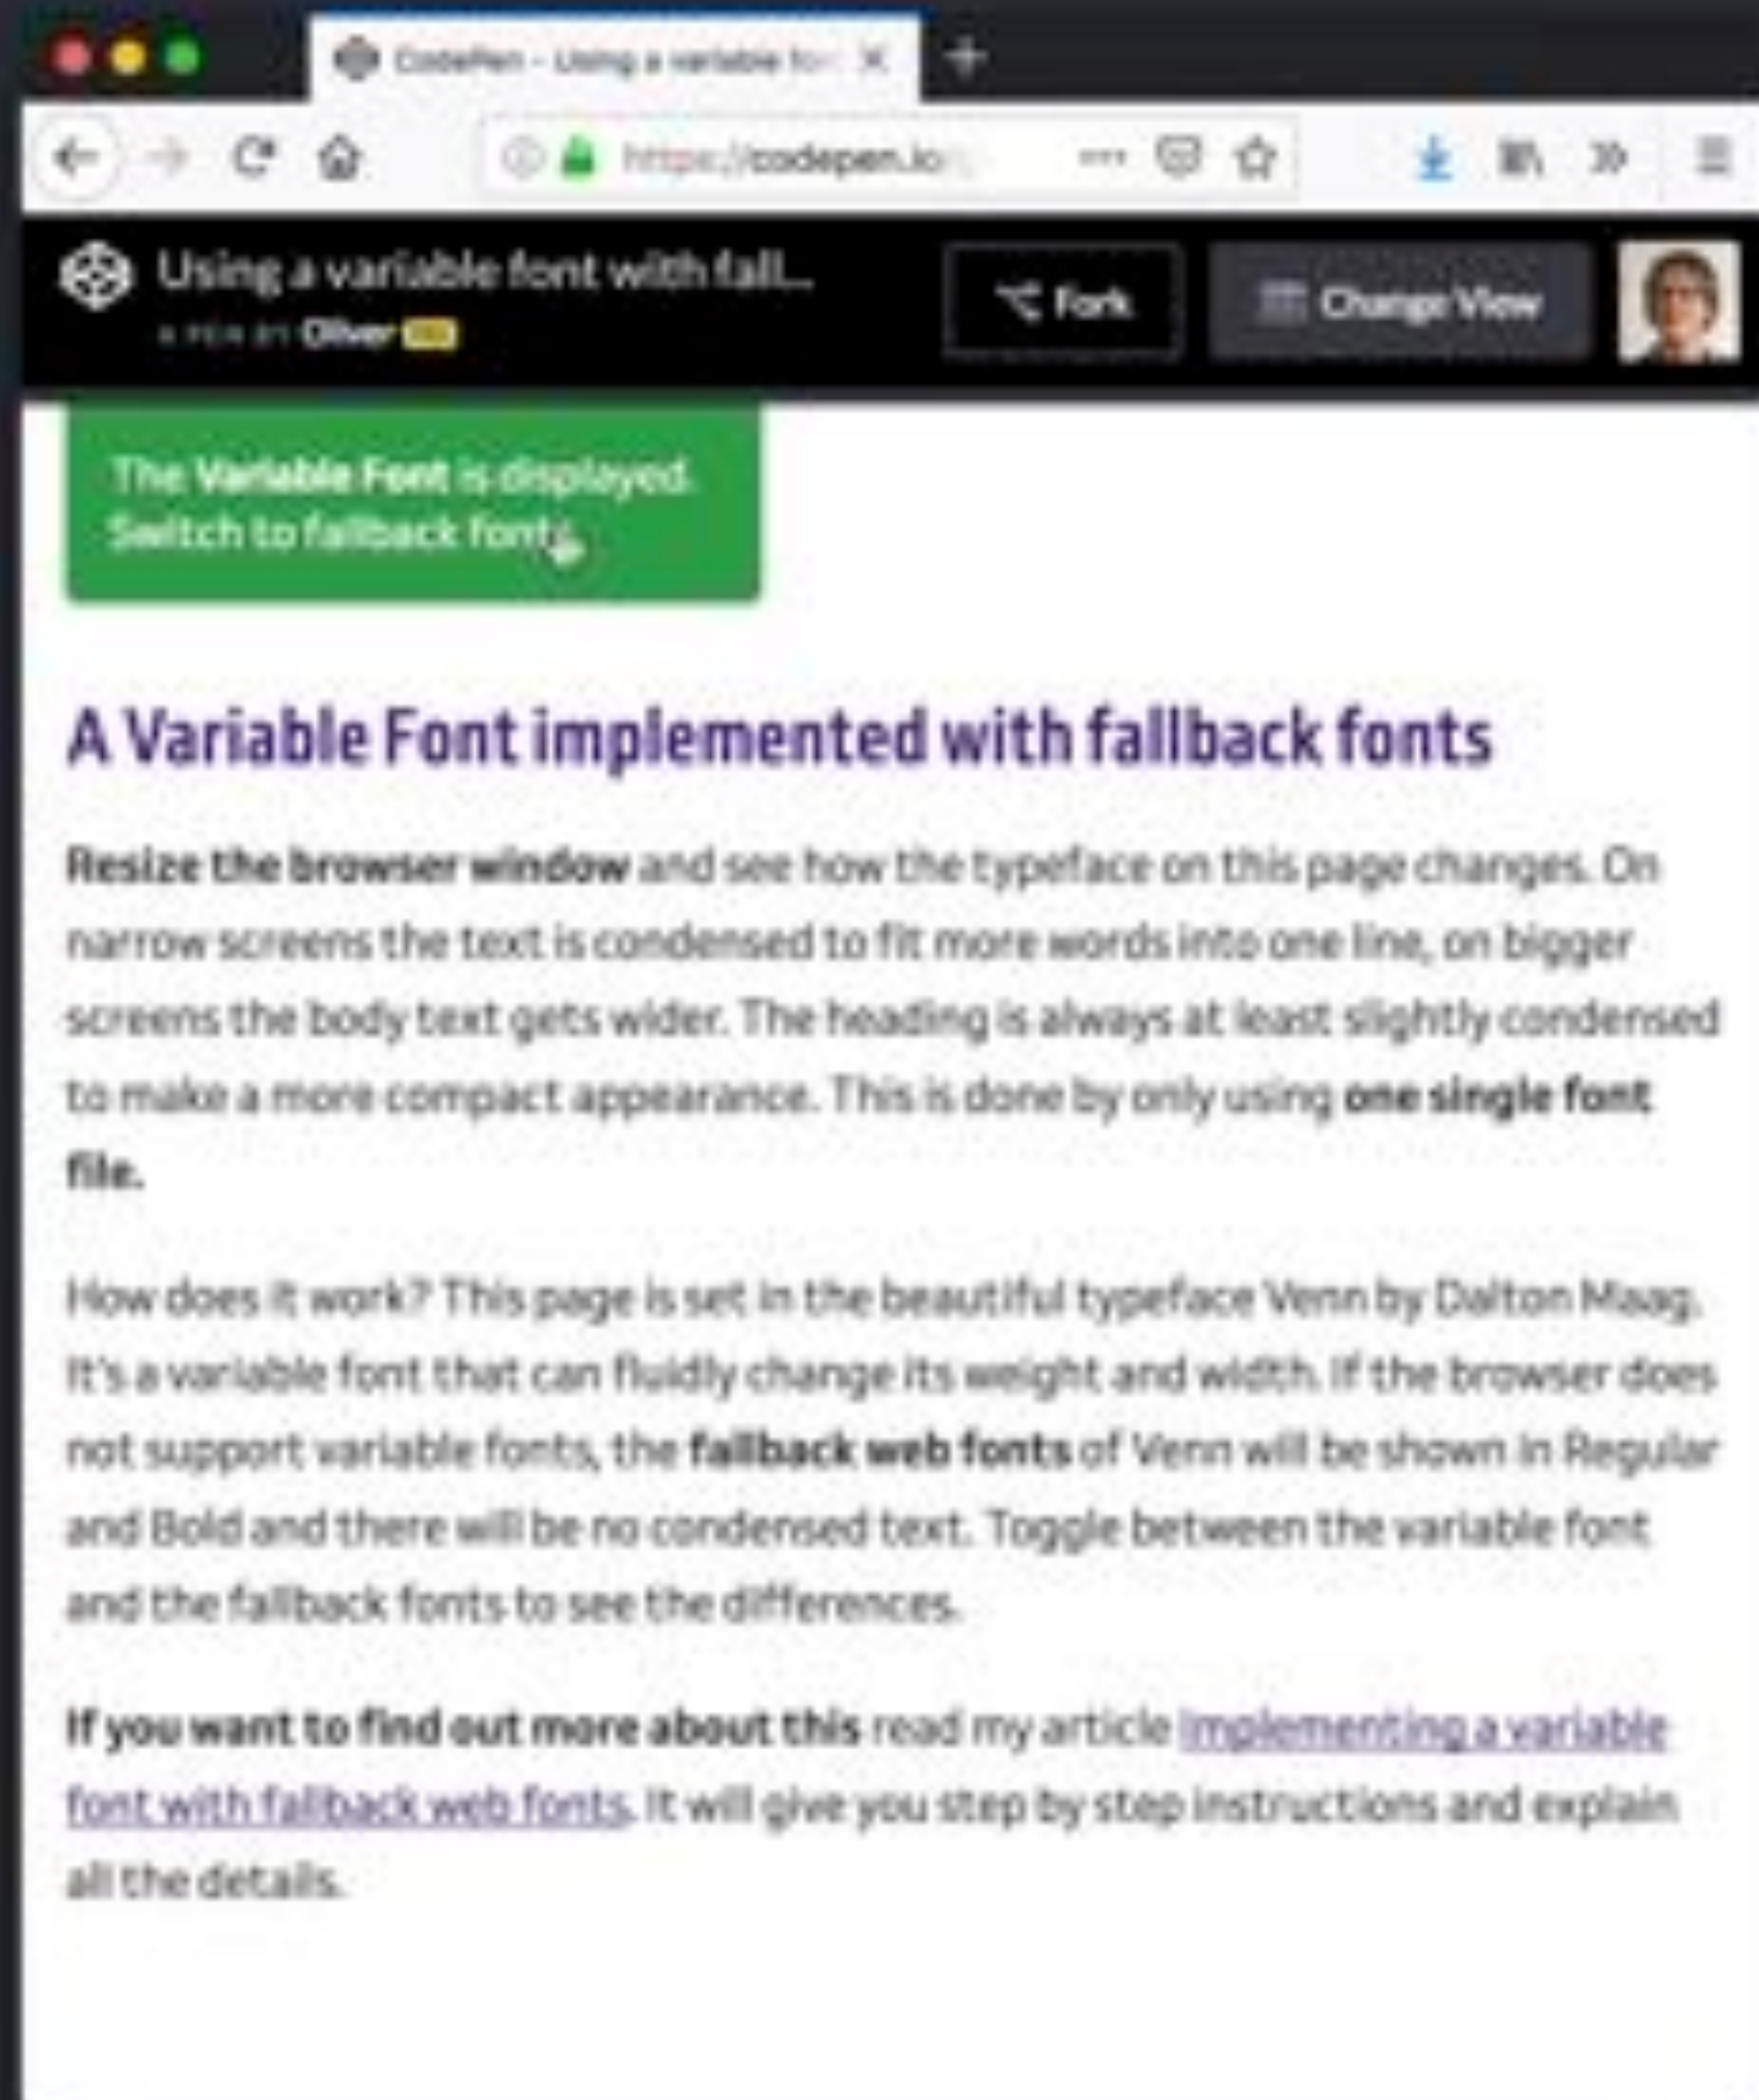 CodePen - Using a variable fo
https://codepen.io
Using a variable font with fall...
A PEN BY Oliver PRO
Fork
Change View
The Variable Font is displayed.
Switch to fallback fonts
A Variable Font implemented with fallback fonts
Resize the browser window and see how the typeface on this page changes. On
narrow screens the text is condensed to fit more words into one line, on bigger
screens the body text gets wider. The heading is always at least slightly condensed
to make a more compact appearance. This is done by only using one single font
file.
How does it work? This page is set in the beautiful typeface Venn by Dalton Maag.
It's a variable font that can fluidly change its weight and width. If the browser does
not support variable fonts, the fallback web fonts of Venn will be shown in Regular
and Bold and there will be no condensed text. Toggle between the variable font
and the fallback fonts to see the differences.
If you want to find out more about this read my article Implementing a variable
font with fallback web fonts. It will give you step by step instructions and explain
all the details.